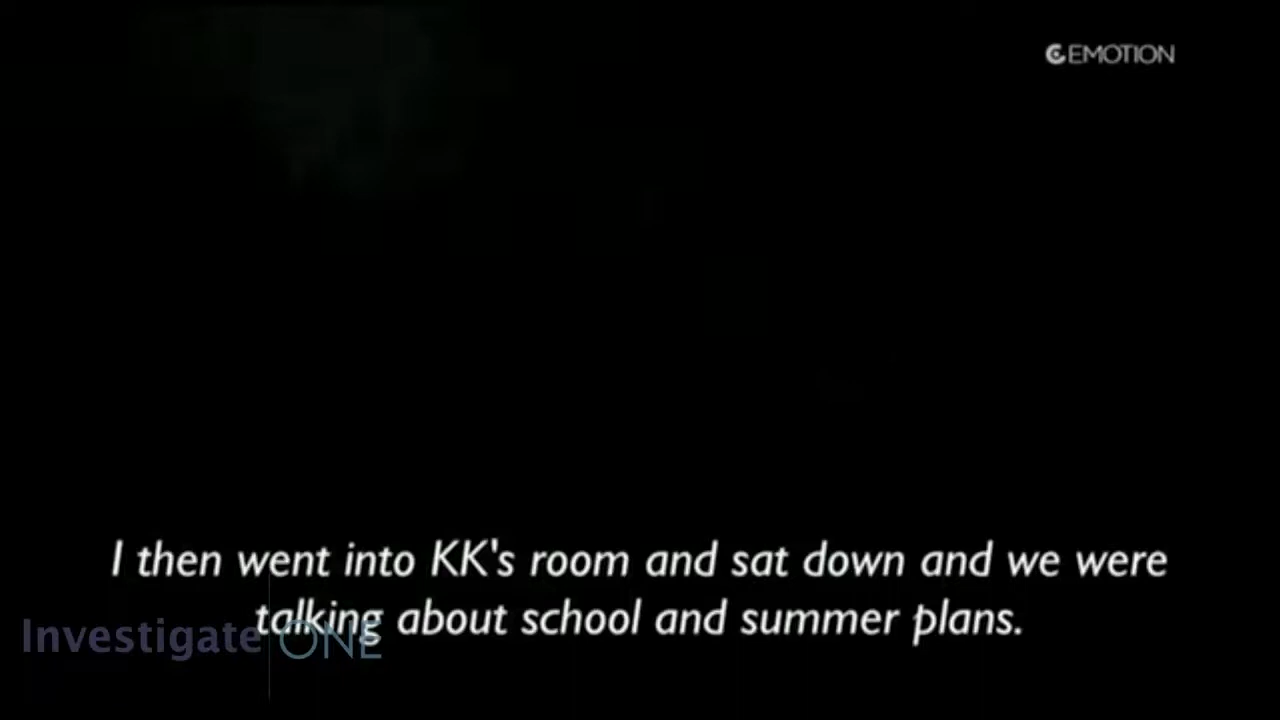 EMOTION
I then went into KK's room and sat down and we were
talking about school and summer plans.
Investigate ONE